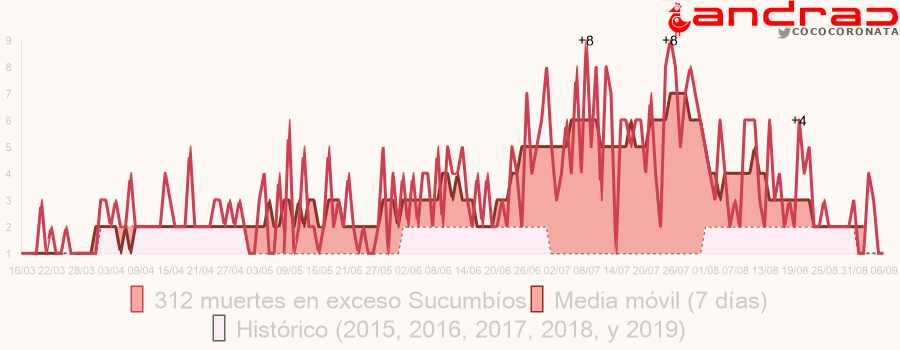 andrab
COCOCORONATA
+8
+8
+4
9
8
7
6
5
4
3
2
1
16/03 22/03 28/03 03/04 09/04 15/04 21/04 27/04 03/05 09/05 15/05 21/05 27/05 02/06 08/06 14/06 20/06 26/06 02/07 08/07 14/07 20/07 26/07 01/08 07/08 13/08 19/08 25/08 31/08 06/09
312 muertes en exceso Sucumbíos Media móvil (7 días)
Histórico (2015, 2016, 2017, 2018, y 2019)